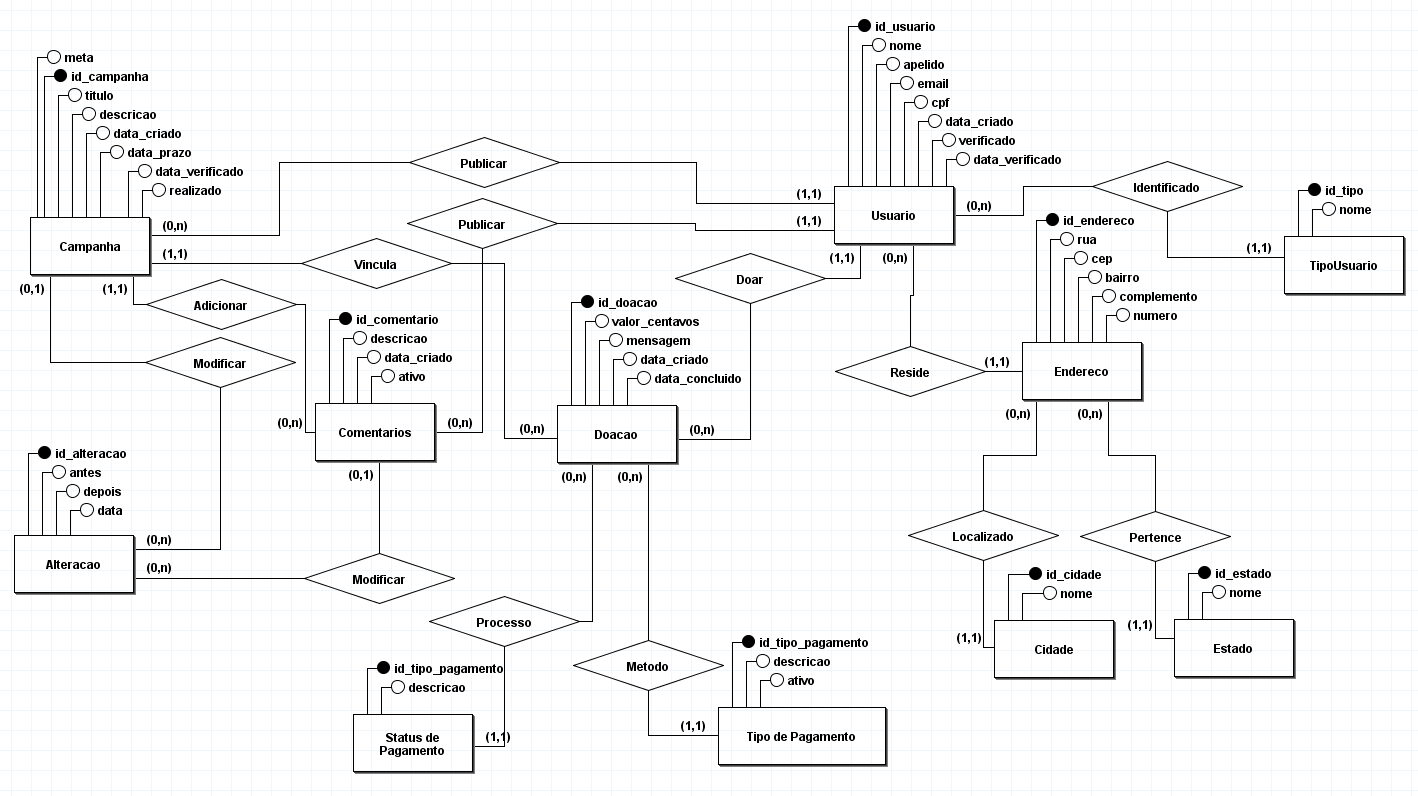 meta
id_campanha
titulo
descricao
data_criado
data_prazo
data_verificado
realizado
Campanha
(0,n)
(1,1)
(0,1)
(1,1)
Publicar
Publicar
Vincula
Adicionar
Modificar
id_usuario
nome
apelido
email
cpf
data_criado
verificado
data_verificado
(1,1)
(1,1)
Usuario
(0,n)
(1,1)
(0,n)
Identificado
id_tipo
nome
(1,1)
TipoUsuario
Doar
id_endereco
rua
cep
bairro
complemento
numero
Reside
(1,1)
Endereco
(0,n)
(0,n)
id_comentario
descricao
data_criado
ativo
(0,n)
Comentarios
(0,n)
(0,1)
id_doacao
valor_centavos
mensagem
data_criado
data_concluido
(0,n)
Doacao
(0,n)
(0,n)
(0,n)
id_alteracao
antes
depois
data
(0,n)
Alteracao
(0,n)
Modificar
Localizado
Pertence
id_cidade
nome
(1,1)
Cidade
id_estado
nome
(1,1)
Estado
Processo
Metodo
id_tipo_pagamento
descricao
Status de
Pagamento
(1,1)
id_tipo_pagamento
descricao
ativo
(1,1)
Tipo de Pagamento